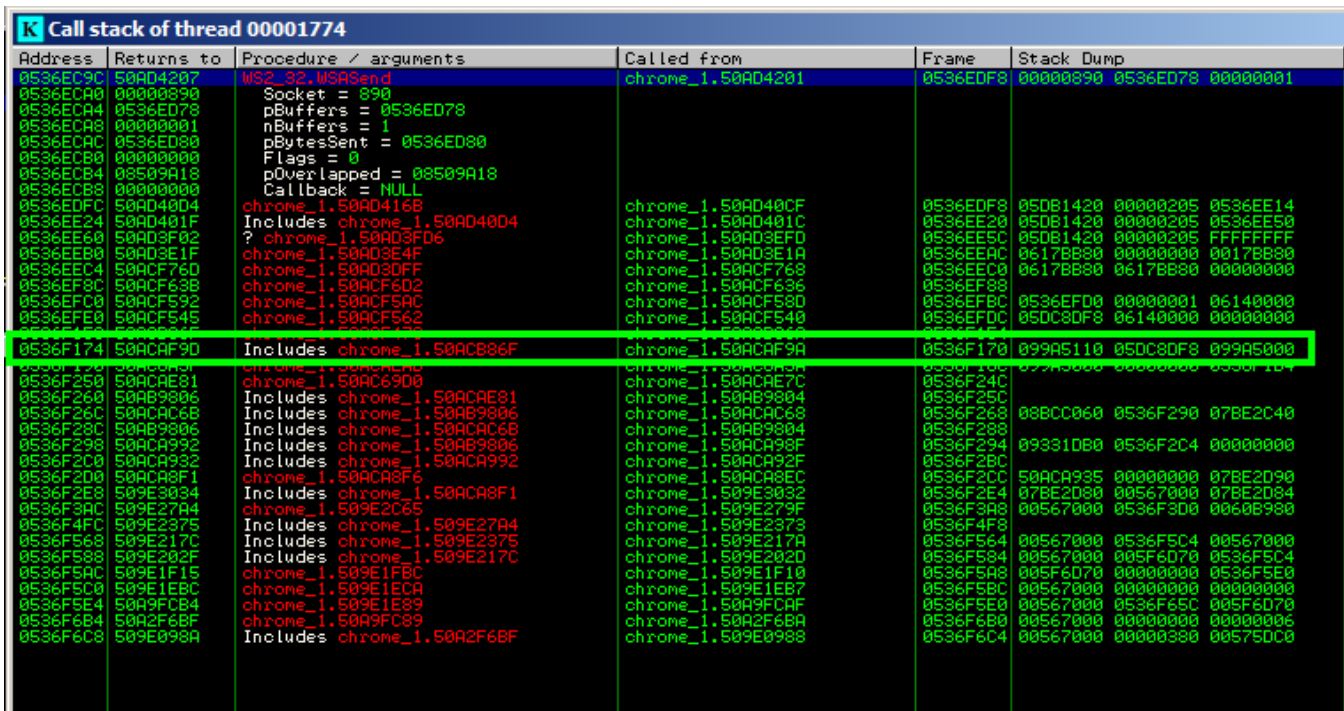 K Call stack of thread 00001774
Address Returns to Procedure / arguments Called from Frame Stack Dump
0536EC9C 50AD4207 WS2_32.WSASend chrome_1.50AD4201 0536EDF8 00000890 0536ED78 00000001
0536ECA0 00000890 Socket = 890
0536ECA4 0536ED78 pBuffers = 0536ED78
0536ECA8 00000001 nBuffers = 1
0536ECAC 0536ED80 pBytesSent = 0536ED80
0536ECB0 00000000 Flags = 0
0536ECB4 08509A18 pOverlapped = 08509A18
0536ECB8 00000000 Callback = NULL
0536EDFC 50AD40D4 chrome_1.50AD416B chrome_1.50AD40CF 0536EDF8 05DB1420 00000205 0536EE14
0536EE24 50AD401F Includes chrome_1.50AD40D4 chrome_1.50AD401C 0536EE20 05DB1420 00000205 0536EE50
0536EE60 50AD3F02 ? chrome_1.50AD3FD6 chrome_1.50AD3EFD 0536EE5C 05DB1420 00000205 FFFFFFFF
0536EEB0 50AD3E1F chrome_1.50AD3E4F chrome_1.50AD3E1A 0536EEAC 0617BB80 00000000 0017BB80
0536EEC4 50ACF76D chrome_1.50AD3DFF chrome_1.50ACF768 0536EEC0 0617BB80 0617BB80 00000000
0536EF8C 50ACF63B chrome_1.50ACF6D2 chrome_1.50ACF636 0536EF88
0536EFC0 50ACF592 chrome_1.50ACF5AC chrome_1.50ACF58D 0536EFBC 0536EFD0 00000001 06140000
0536EFE0 50ACF545 chrome_1.50ACF562 chrome_1.50ACF540 0536EFDC 05DC8DF8 06140000 00000000
0536F174 50ACAF9D Includes chrome_1.50ACB86F chrome_1.50ACAF9A 0536F170 099A5110 05DC8DF8 099A5000
0536F250 50ACAE81 chrome_1.50AC69D0 chrome_1.50ACAE7C 0536F24C
0536F260 50AB9806 Includes chrome_1.50ACAE81 chrome_1.50AB9804 0536F25C
0536F26C 50ACAC6B Includes chrome_1.50AB9806 chrome_1.50ACAC68 0536F268 08BCC060 0536F290 07BE2C40
0536F28C 50AB9806 Includes chrome_1.50ACAC6B chrome_1.50AB9804 0536F288
0536F298 50ACA992 Includes chrome_1.50AB9806 chrome_1.50ACA98F 0536F294 09331DB0 0536F2C4 00000000
0536F2C0 50ACA932 Includes chrome_1.50ACA992 chrome_1.50ACA92F 0536F2BC
0536F2D0 50ACA8F1 chrome_1.50ACA8F6 chrome_1.50ACA8EC 0536F2CC 50ACA935 00000000 07BE2D90
0536F2E8 509E3034 Includes chrome_1.50ACA8F1 chrome_1.509E3032 0536F2E4 07BE2D80 00567000 07BE2D84
0536F3AC 509E27A4 chrome_1.509E2C65 chrome_1.509E279F 0536F3A8 00567000 0536F3D0 0060B980
0536F4FC 509E2375 Includes chrome_1.509E27A4 chrome_1.509E2373 0536F4F8
0536F568 509E217C Includes chrome_1.509E2375 chrome_1.509E217A 0536F564 00567000 0536F5C4 00567000
0536F588 509E202F Includes chrome_1.509E217C chrome_1.509E202D 0536F584 00567000 005F6D70 0536F5C4
0536F5AC 509E1F15 chrome_1.509E1FBC chrome_1.509E1F10 0536F5A8 005F6D70 00000000 0536F5E0
0536F5C0 509E1EBC chrome_1.509E1ECA chrome_1.509E1EB7 0536F5BC 00567000 00000000 00000000
0536F5E4 50A9FCB4 chrome_1.509E1E89 chrome_1.50A9FCAF 0536F5E0 00567000 0536F65C 005F6D70
0536F6B4 50A2F6BF chrome_1.50A9FC89 chrome_1.50A2F6BA 0536F6B0 00567000 00000000 00000006
0536F6C8 509E098A Includes chrome_1.50A2F6BF chrome_1.509E0988 0536F6C4 00567000 00000380 00575DC0